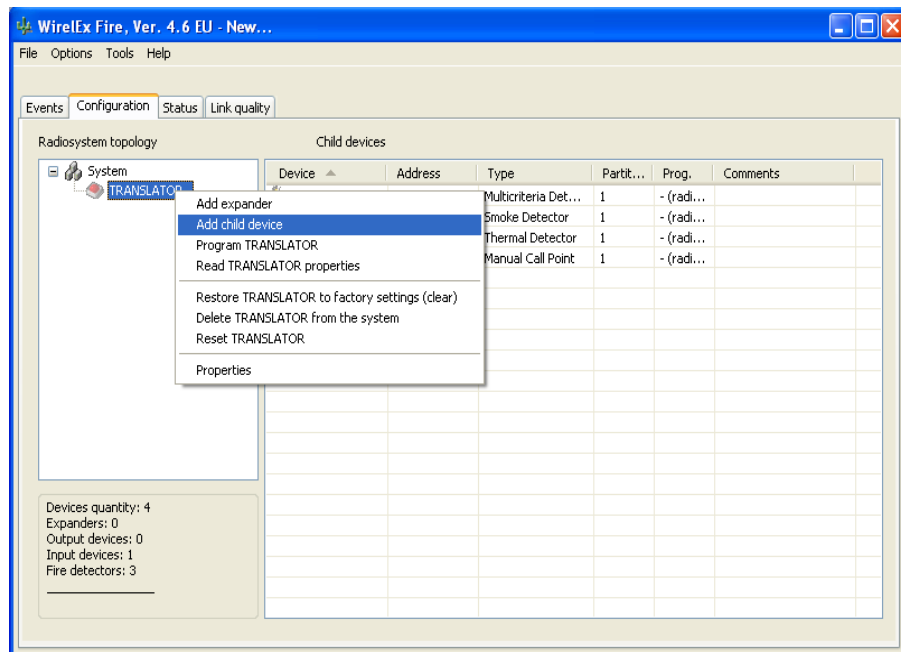 WirelEx Fire, Ver. 4.6 EU - New...
File Options Tools Help
Events Configuration Status Link quality
Radiosystem topology Child devices
System
TRANSLATOR
Device Address Type Partit... Prog. Comments
Multicriteria Det... 1 - (radi...
Smoke Detector 1 - (radi...
Thermal Detector 1 - (radi...
Manual Call Point 1 - (radi...
Add expander
Add child device
Program TRANSLATOR
Read TRANSLATOR properties
Restore TRANSLATOR to factory settings (clear)
Delete TRANSLATOR from the system
Reset TRANSLATOR
Properties
Devices quantity: 4
Expanders: 0
Output devices: 0
Input devices: 1
Fire detectors: 3